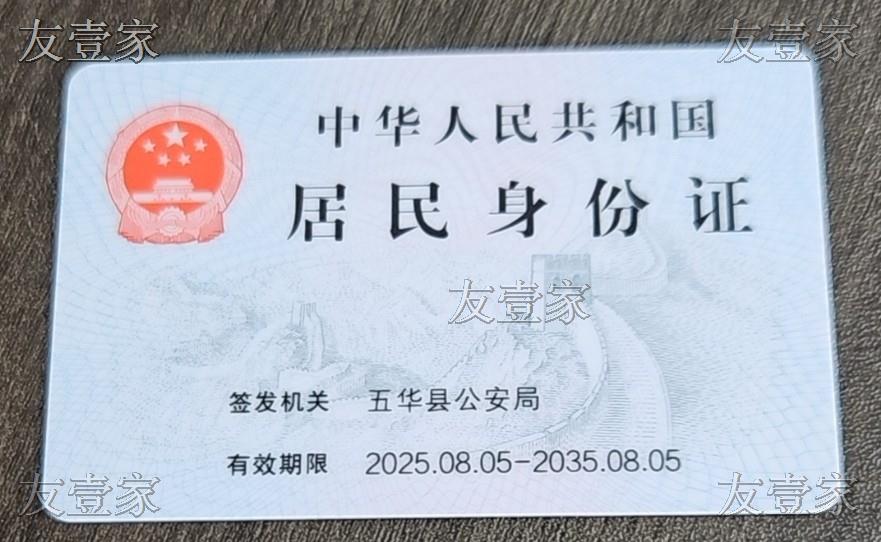 友壹家 友壹家
中华人民共和国
居民身份证
友壹家
签发机关 五华县公安局
有效期限 2025.08.05-2035.08.05
友壹家 友壹家